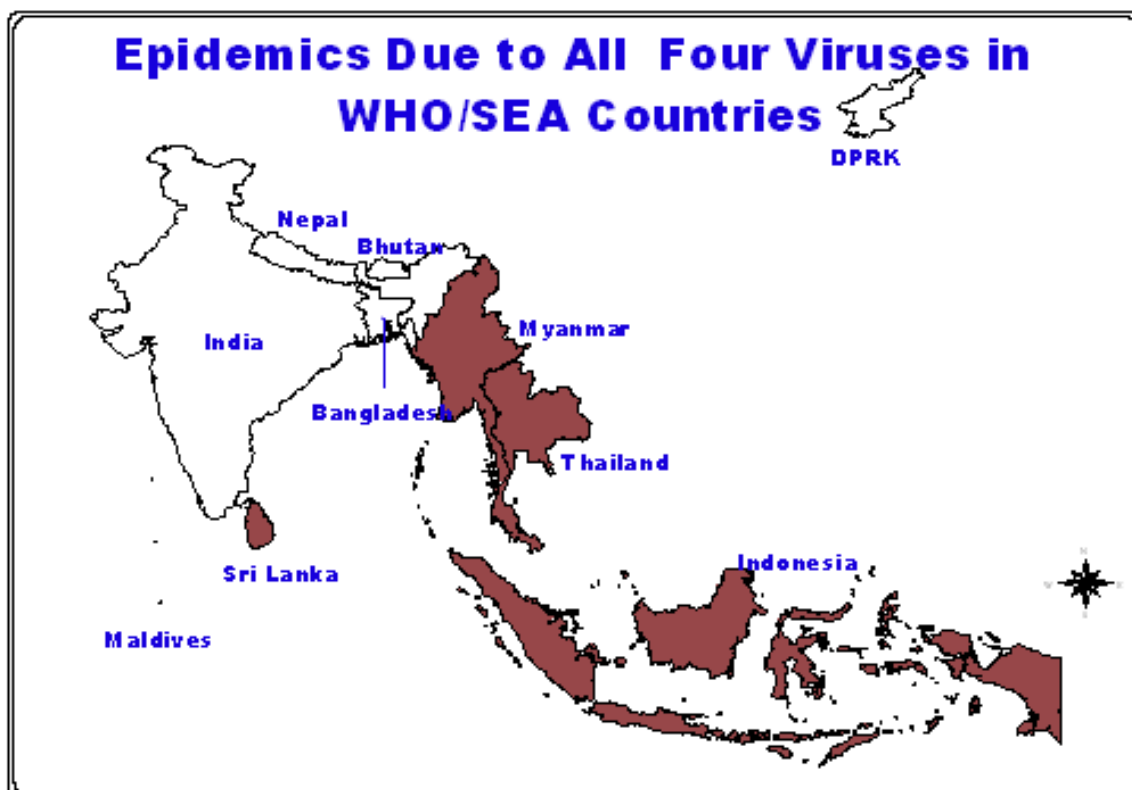 Epidemics Due to All Four Viruses in
WHO/SEA Countries
DPRK
Nepal
Bhutan
Myanmar
India
Bangladesh
Thailand
Indonesia
Sri Lanka
Maldives